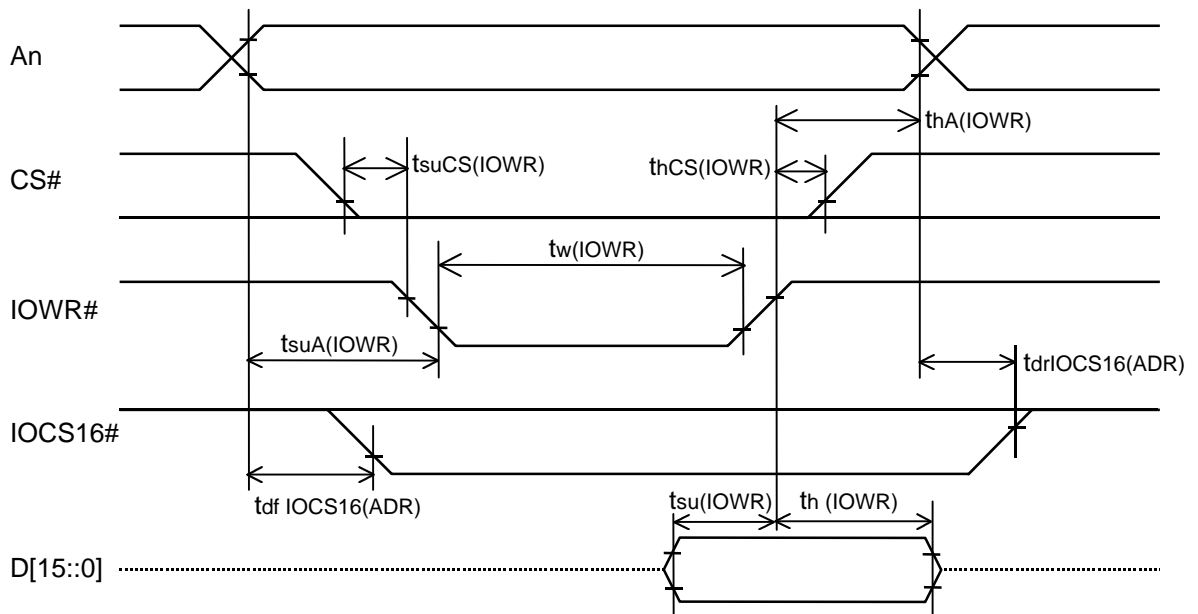 An
thA(IOWR)
tsuCS(IOWR)
thCS(IOWR)
CS#
tw(IOWR)
IOWR#
tsuA(IOWR)
tdrIOCS16(ADR)
IOCS16#
tdf IOCS16(ADR)
tsu(IOWR)
th (IOWR)
D[15::0]